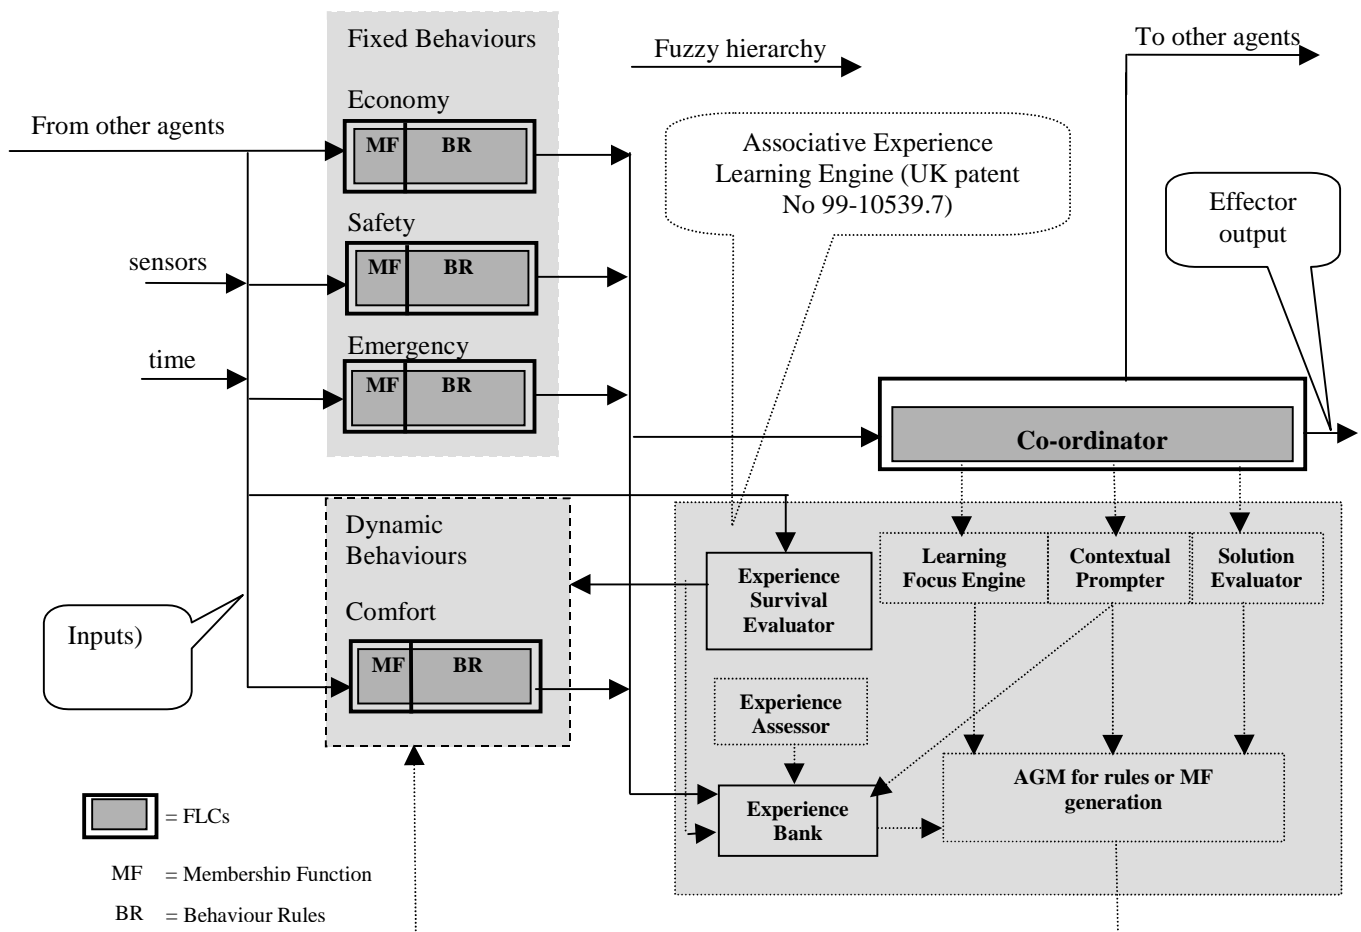 Fixed Behaviours
Fuzzy hierarchy
To other agents
Economy
From other agents
MF BR
Associative Experience
Learning Engine (UK patent
No 99-10539.7)
Effector
output
Safety
sensors
MF BR
time
Emergency
MF BR
Co-ordinator
Dynamic
Behaviours
Experience
Survival
Evaluator
Learning
Focus Engine
Contextual
Prompter
Solution
Evaluator
Inputs)
Comfort
MF BR
Experience
Assessor
AGM for rules or MF
generation
Experience
Bank
= FLCs
MF = Membership Function
BR = Behaviour Rules